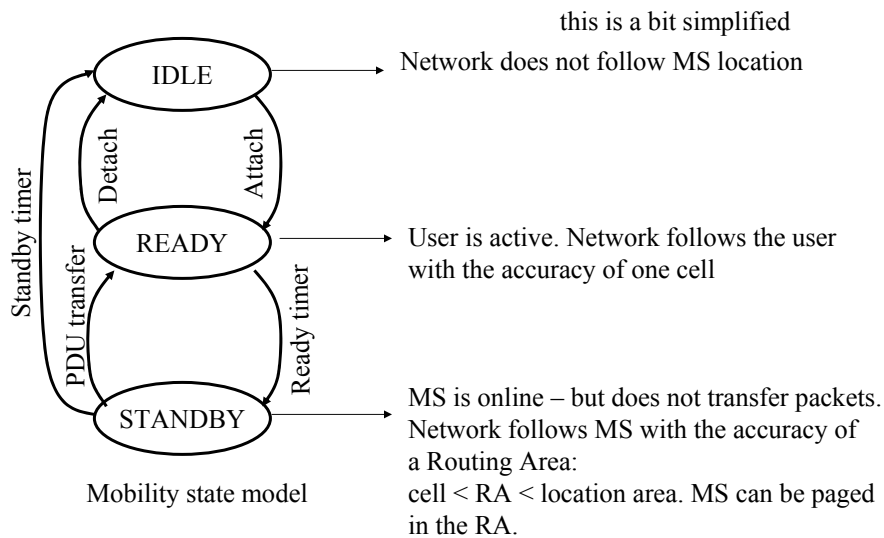 this is a bit simplified
IDLE
Network does not follow MS location
Standby timer
Detach
Attach
READY
User is active. Network follows the user
with the accuracy of one cell
PDU transfer
Ready timer
STANDBY
MS is online – but does not transfer packets.
Network follows MS with the accuracy of
a Routing Area:
cell < RA < location area. MS can be paged
in the RA.
Mobility state model